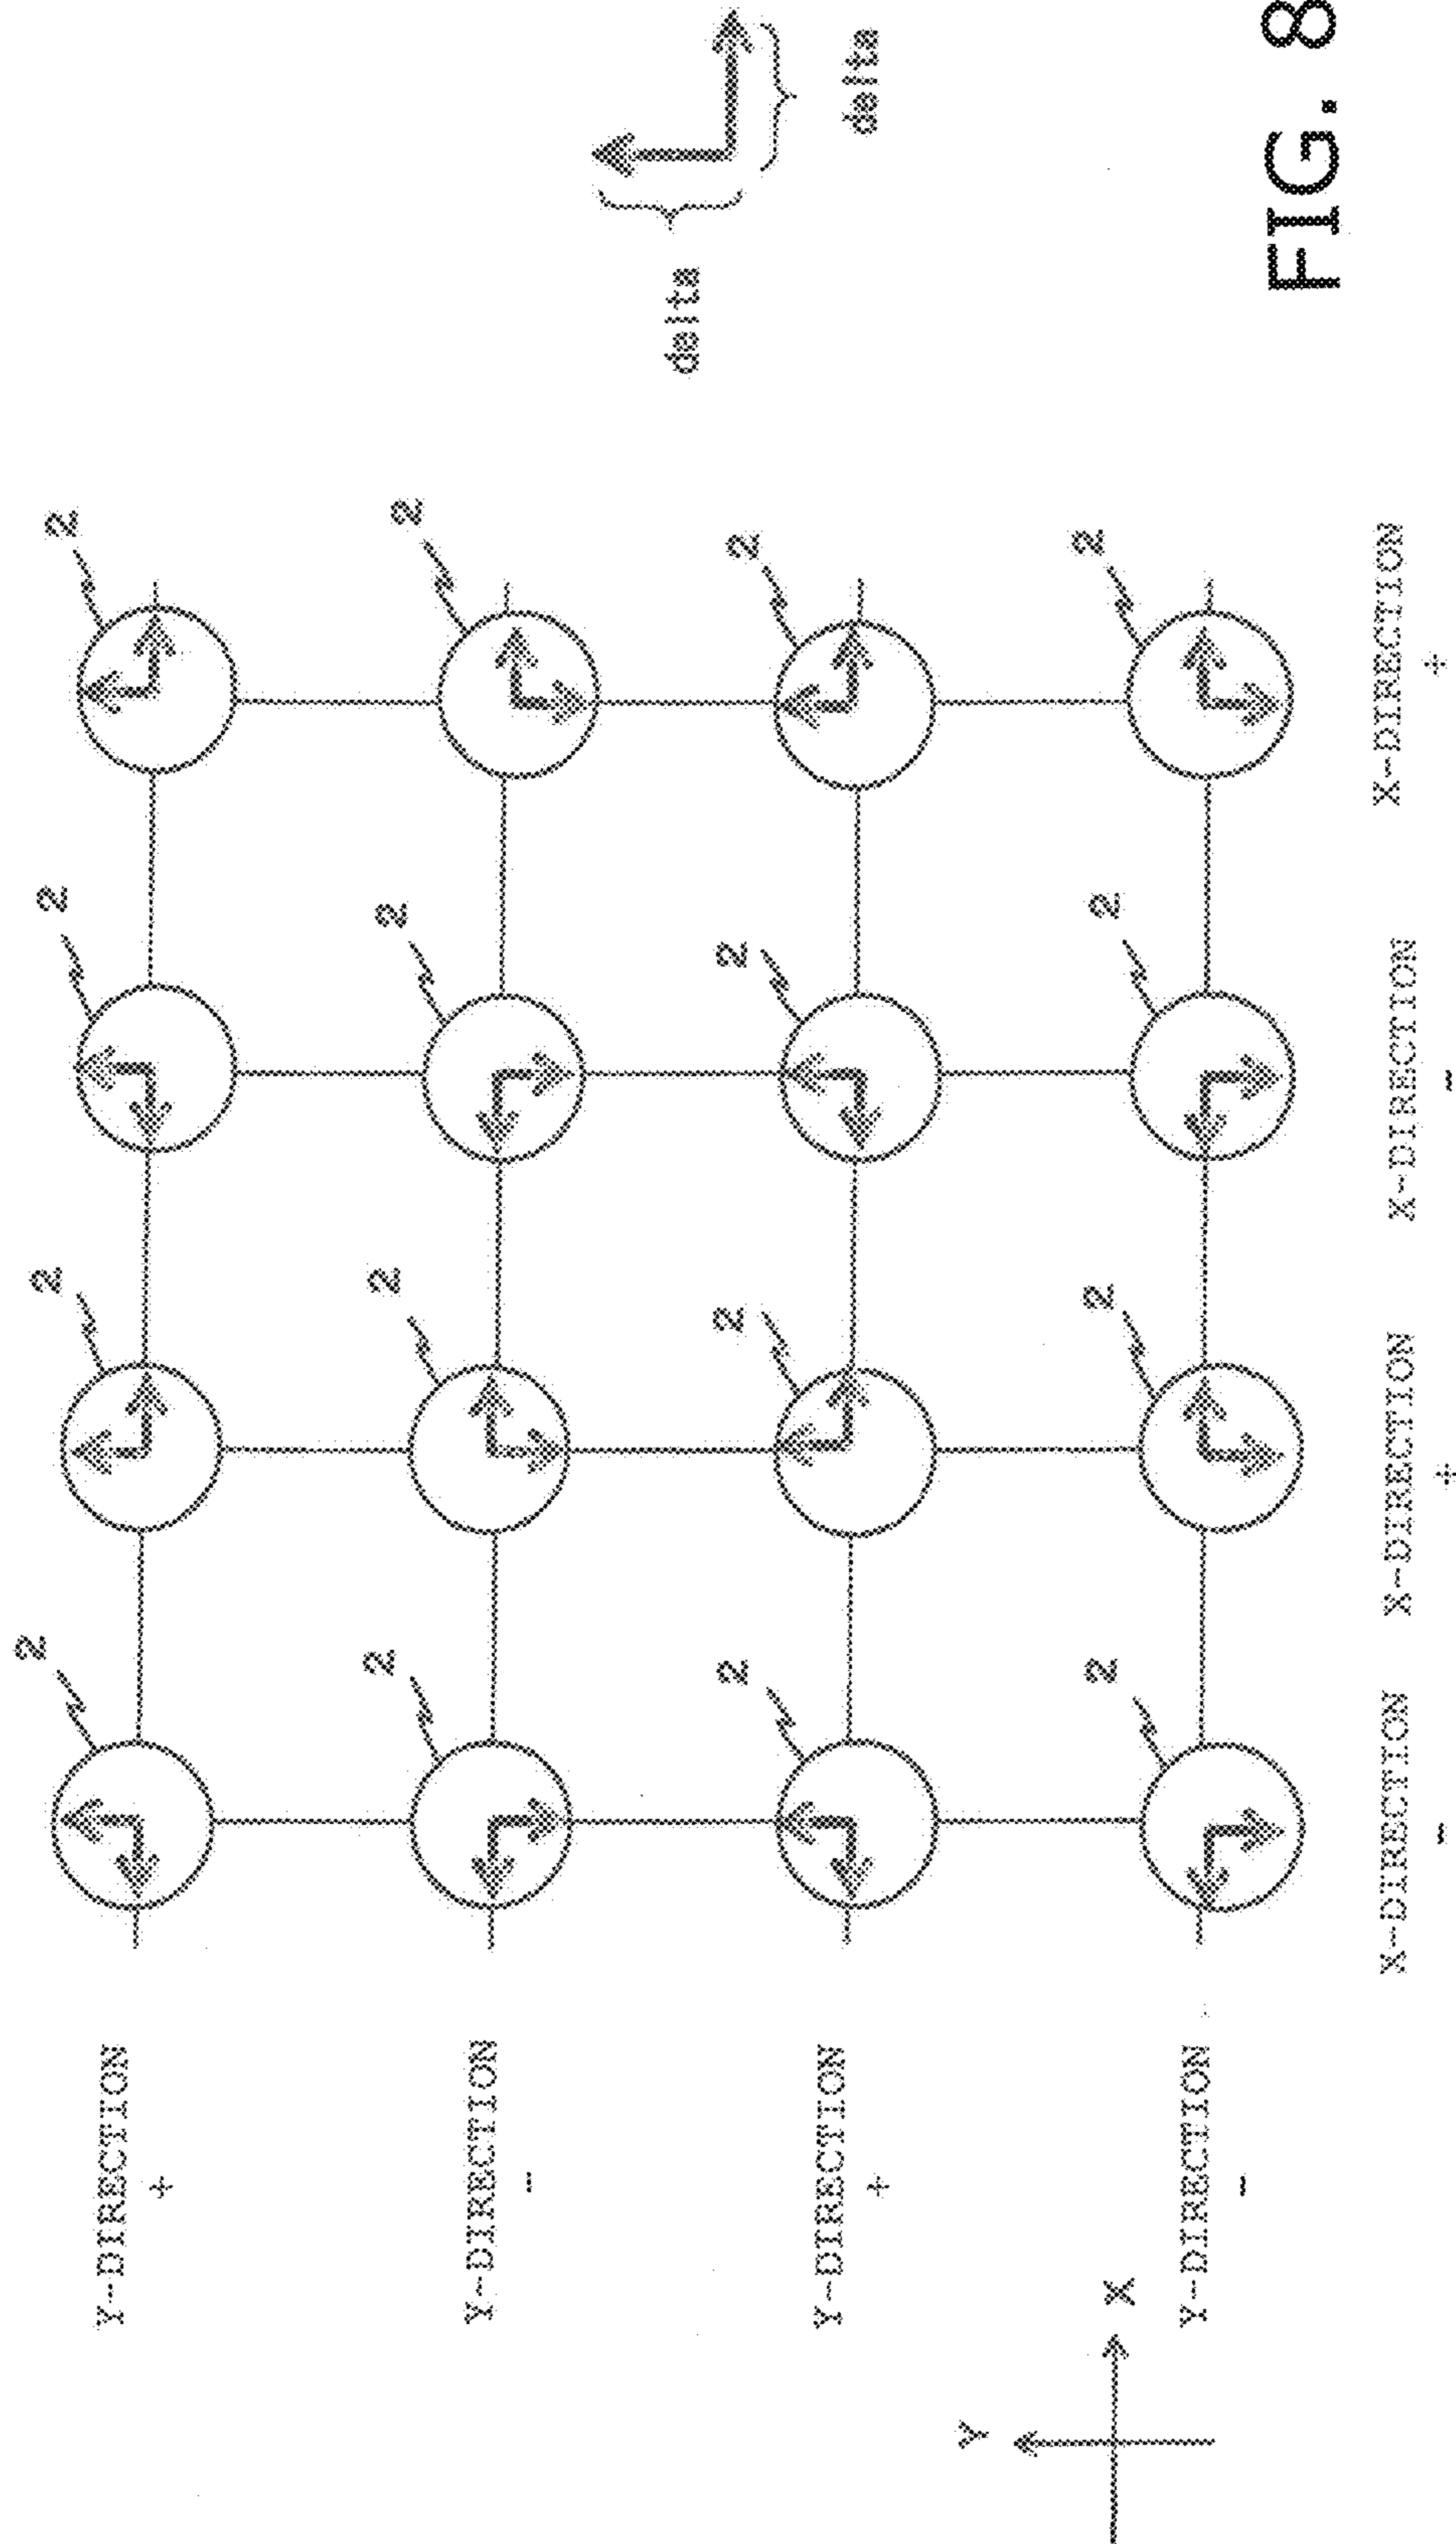 2 2 2 2
Y-DIRECTION
+
2 2 2 2
Y-DIRECTION
-
delta
delta
2 2 2 2
Y-DIRECTION
+
Y
X
2 2 2 2
Y-DIRECTION
-
X-DIRECTION X-DIRECTION X-DIRECTION X-DIRECTION
- + - +
FIG. 8